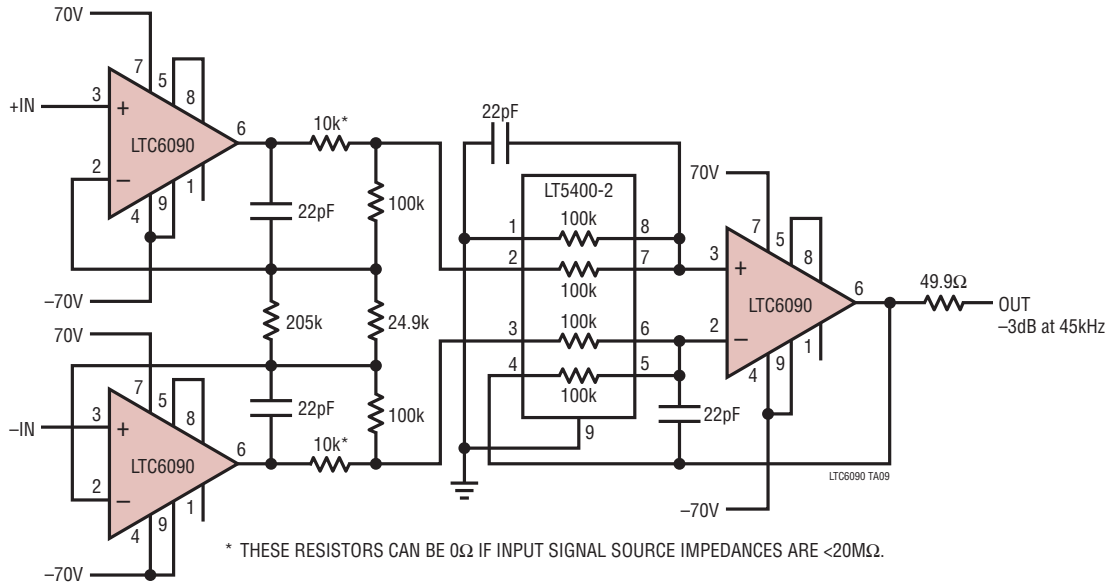 70V
7
5
8
+IN
3
+
LTC6090
6
2
–
1
4
9
–70V
10k*
22pF
100k
205k
24.9k
70V
7
5
8
–IN
3
+
LTC6090
6
2
–
1
4
9
–70V
22pF
10k*
100k
22pF
LT5400-2
1
100k
8
2
100k
7
3
100k
6
4
100k
5
9
22pF
70V
7
5
8
3
+
LTC6090
6
2
–
1
4
9
–70V
49.9Ω
OUT
–3dB at 45kHz
LTC6090 TA09
* THESE RESISTORS CAN BE 0Ω IF INPUT SIGNAL SOURCE IMPEDANCES ARE <20MΩ.